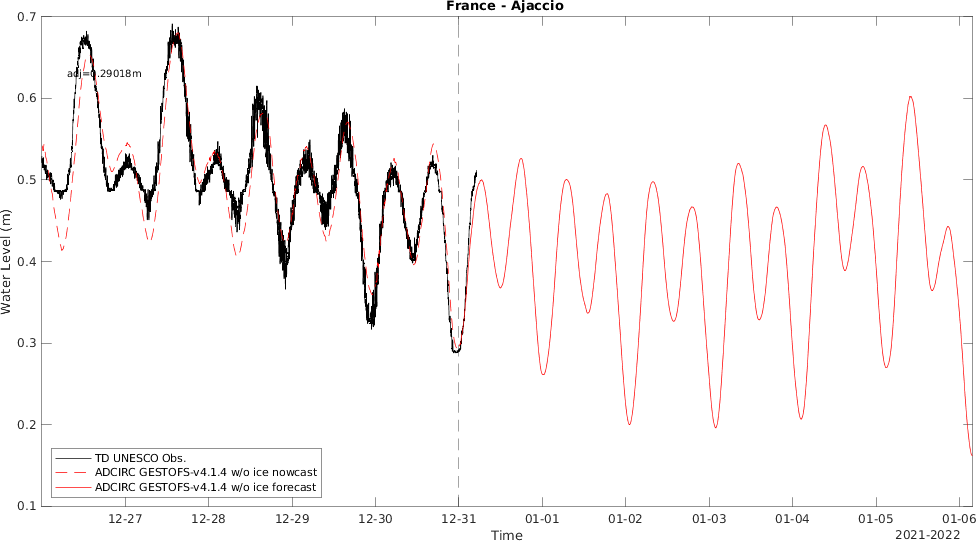 France - Ajaccio
0.7
0.6
0.5
0.4
0.3
0.2
0.1
Water Level (m)
adj=0.29018m
TD UNESCO Obs.
ADCIRC GESTOFS-v4.1.4 w/o ice nowcast
ADCIRC GESTOFS-v4.1.4 w/o ice forecast
12-27 12-28 12-29 12-30 12-31 01-01 01-02 01-03 01-04 01-05 01-06
Time
2021-2022